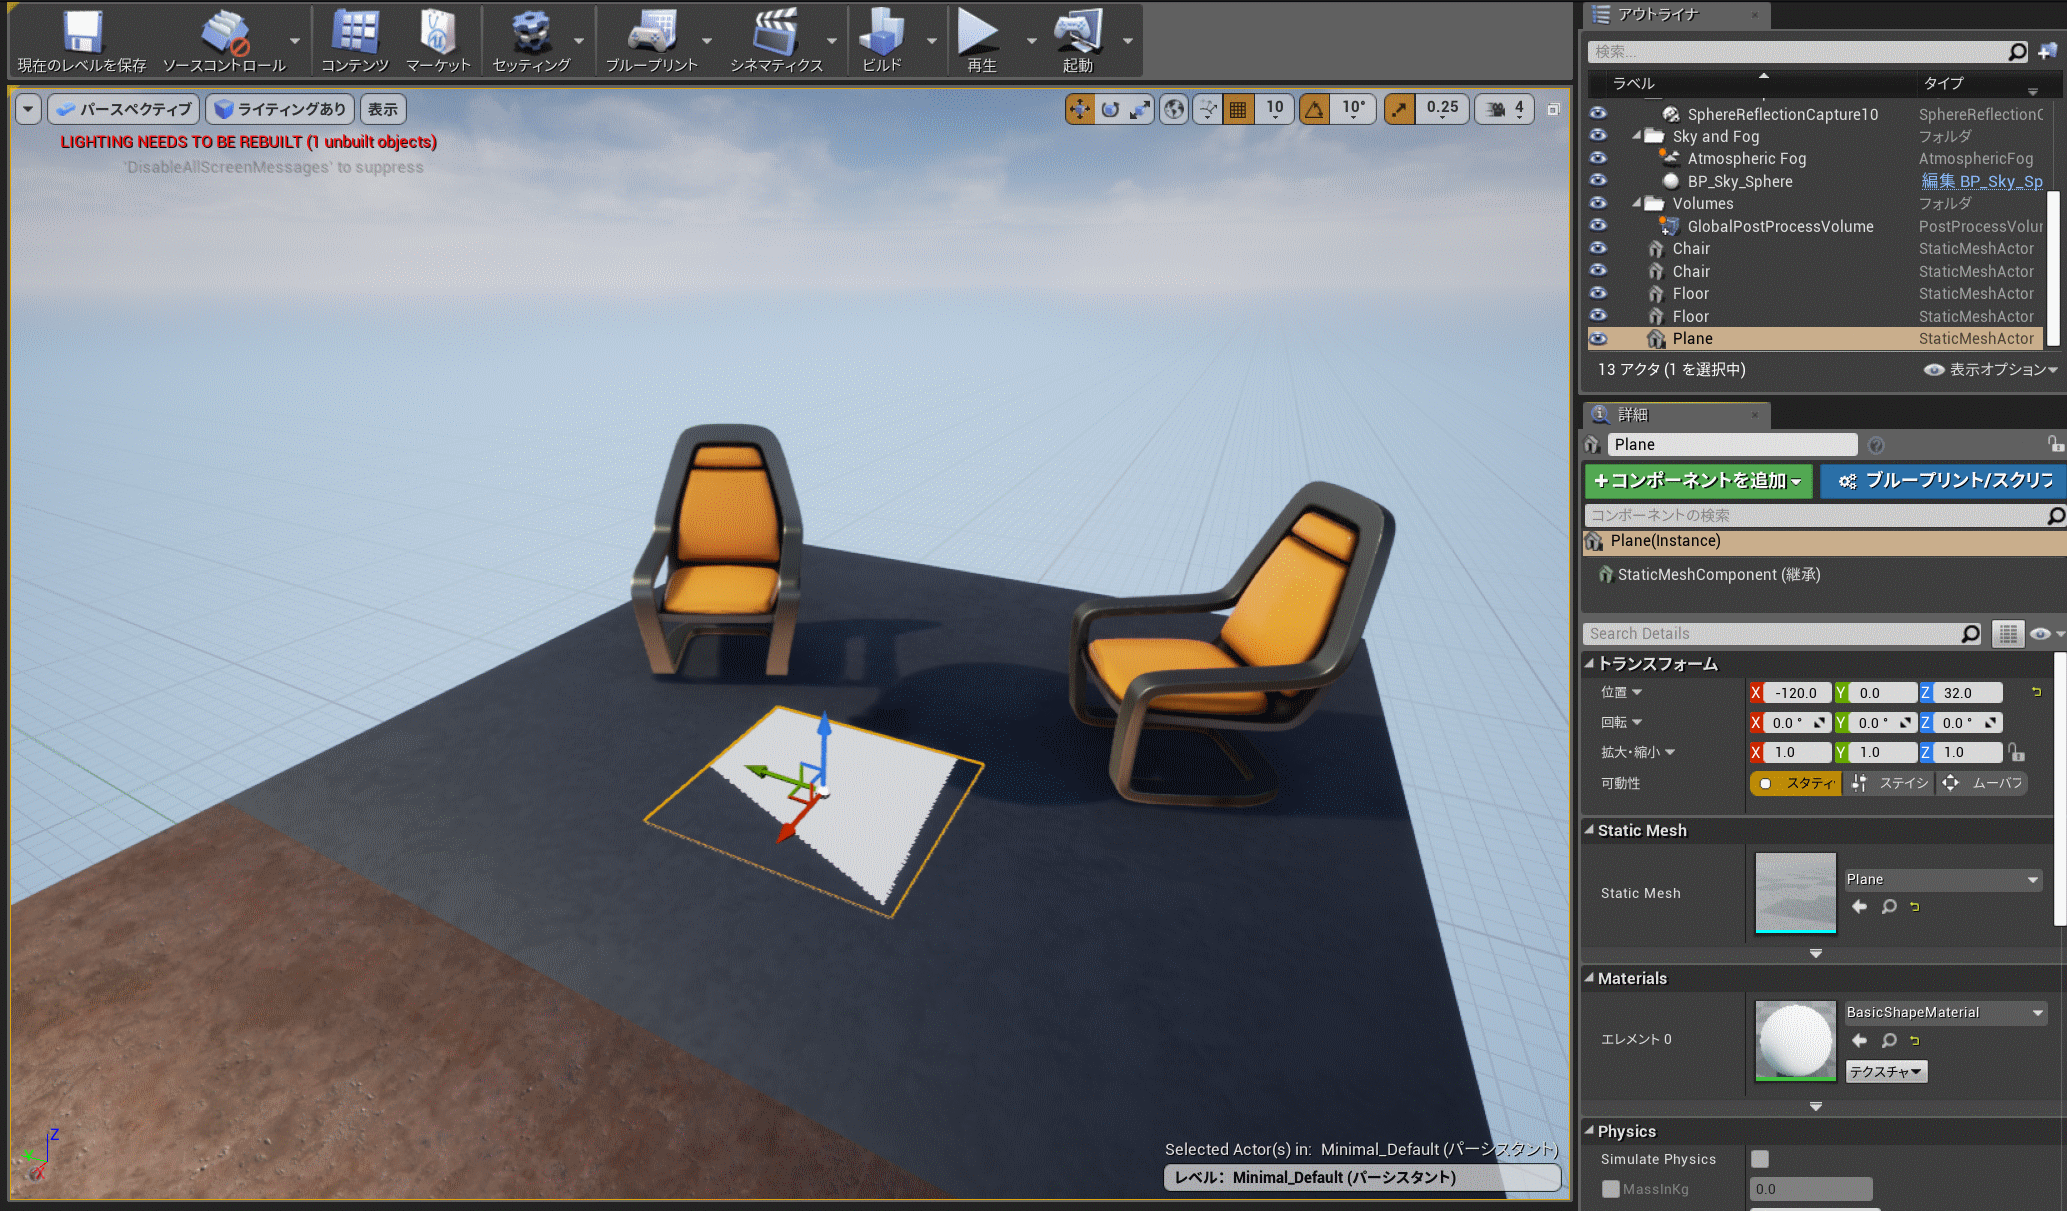 現在のレベルを保存
ソースコントロール
コンテンツ
マーケット
セッティング
ブループリント
シネマティクス
ビルド
再生
起動
パースペクティブ
ライティングあり
表示
10
10°
0.25
4
LIGHTING NEEDS TO BE REBUILT (1 unbuilt objects)
'DisableAllScreenMessages' to suppress
Z
Y
X
Selected Actor(s) in: Minimal_Default (パーシスタント)
レベル: Minimal_Default (パーシスタント)
アウトライナ
検索...
ラベル タイプ
SphereReflectionCapture10 SphereReflectionC
Sky and Fog フォルダ
Atmospheric Fog AtmosphericFog
BP_Sky_Sphere 編集 BP_Sky_Sp
Volumes フォルダ
GlobalPostProcessVolume PostProcessVolur
Chair StaticMeshActor
Chair StaticMeshActor
Floor StaticMeshActor
Floor StaticMeshActor
Plane StaticMeshActor
13 アクタ (1 を選択中) 表示オプション
詳細
Plane
+コンポーネントを追加 ブループリント/スクリプ
コンポーネントの検索
Plane(Instance)
StaticMeshComponent (継承)
Search Details
トランスフォーム
位置 X -120.0 Y 0.0 Z 32.0
回転 X 0.0 ° Y 0.0 ° Z 0.0 °
拡大・縮小 X 1.0 Y 1.0 Z 1.0
可動性 スタティ ステイシ ムーバブ
Static Mesh
Static Mesh Plane
Materials
エレメント 0 BasicShapeMaterial
テクスチャ
Physics
Simulate Physics
MassInKg 0.0